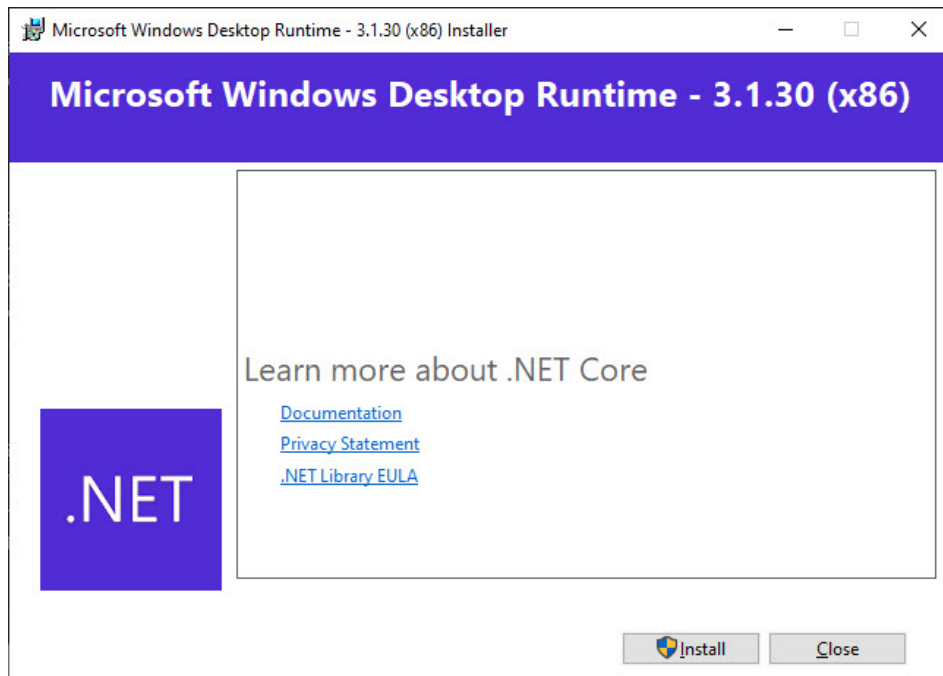 Microsoft Windows Desktop Runtime - 3.1.30 (x86) Installer
Microsoft Windows Desktop Runtime - 3.1.30 (x86)
Learn more about .NET Core
Documentation
Privacy Statement
.NET Library EULA
.NET
Install
Close